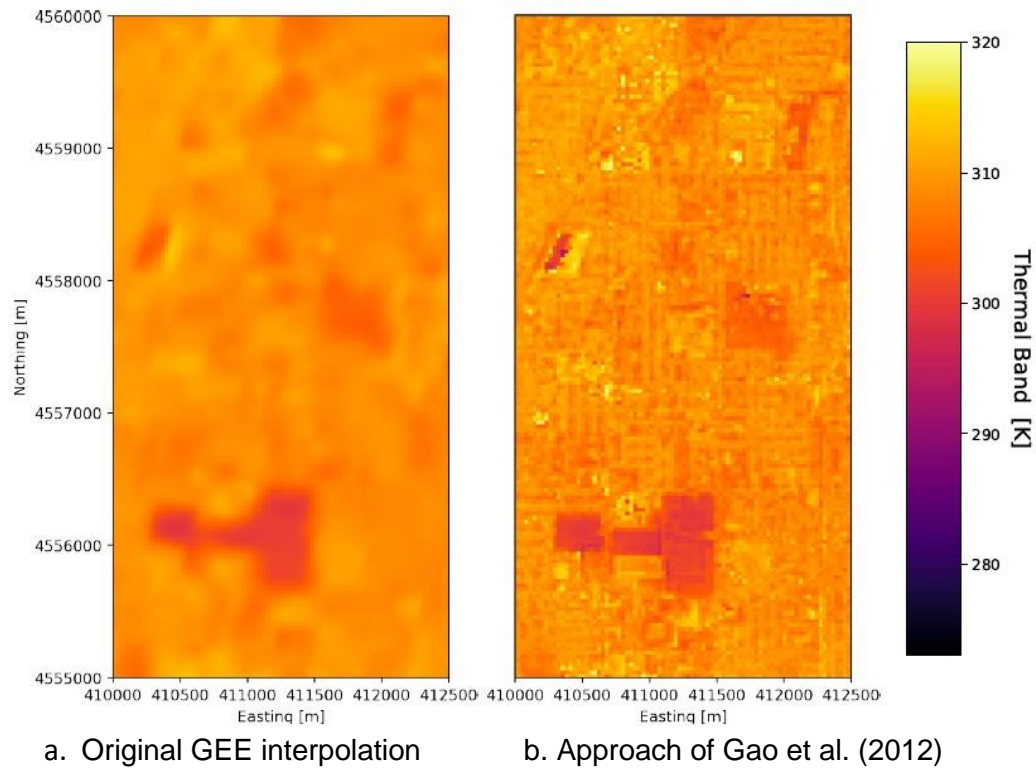 4560000
4559000
4558000
4557000
4556000
4555000
Northing [m]
410000 410500 411000 411500 412000 412500
Easting [m]
410000 410500 411000 411500 412000 412500
Easting [m]
320
310
300
290
280
Thermal Band [K]
a. Original GEE interpolation
b. Approach of Gao et al. (2012)